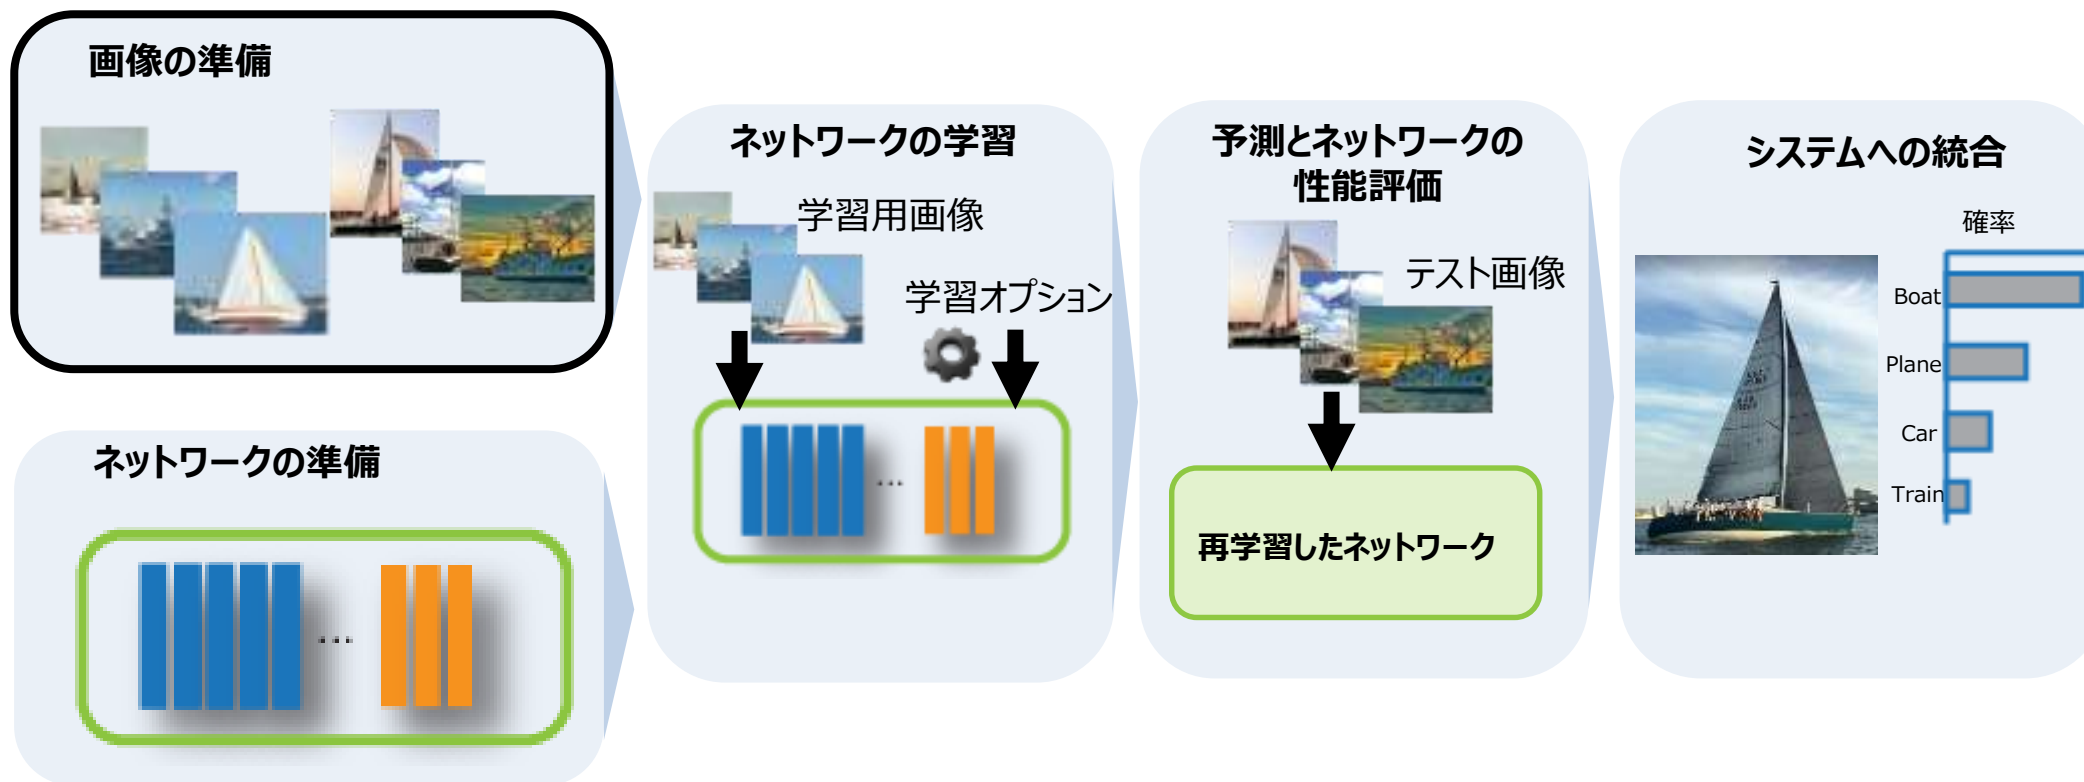 画像の準備
ネットワークの準備
ネットワークの学習
学習用画像
学習オプション
...
...
予測とネットワークの
性能評価
テスト画像
再学習したネットワーク
システムへの統合
確率
Boat
Plane
Car
Train